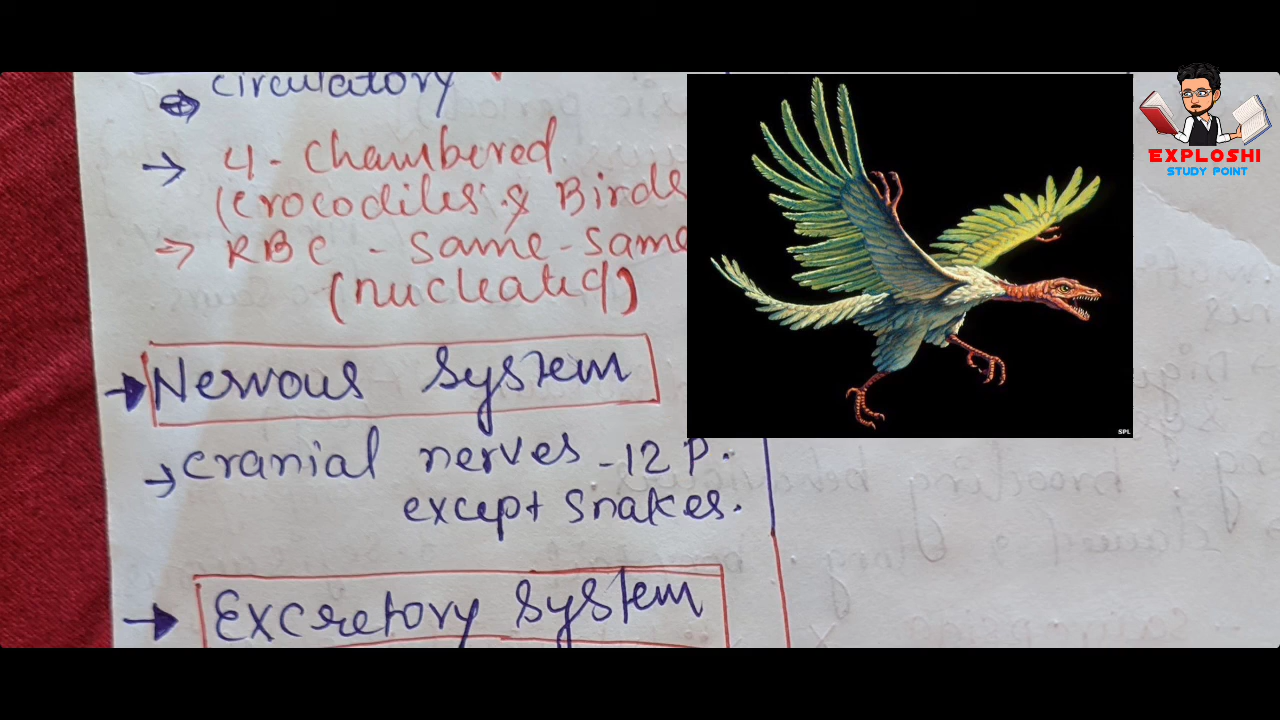 circulatory
→ 4 - Chambered
(crocodiles & Birds
⇒ RBC - same - same
(nucleated)
→ Nervous System
→ cranial nerves - 12 P.
except snakes.
→ Excretory System
SPL
EXPLOSHI
STUDY POINT